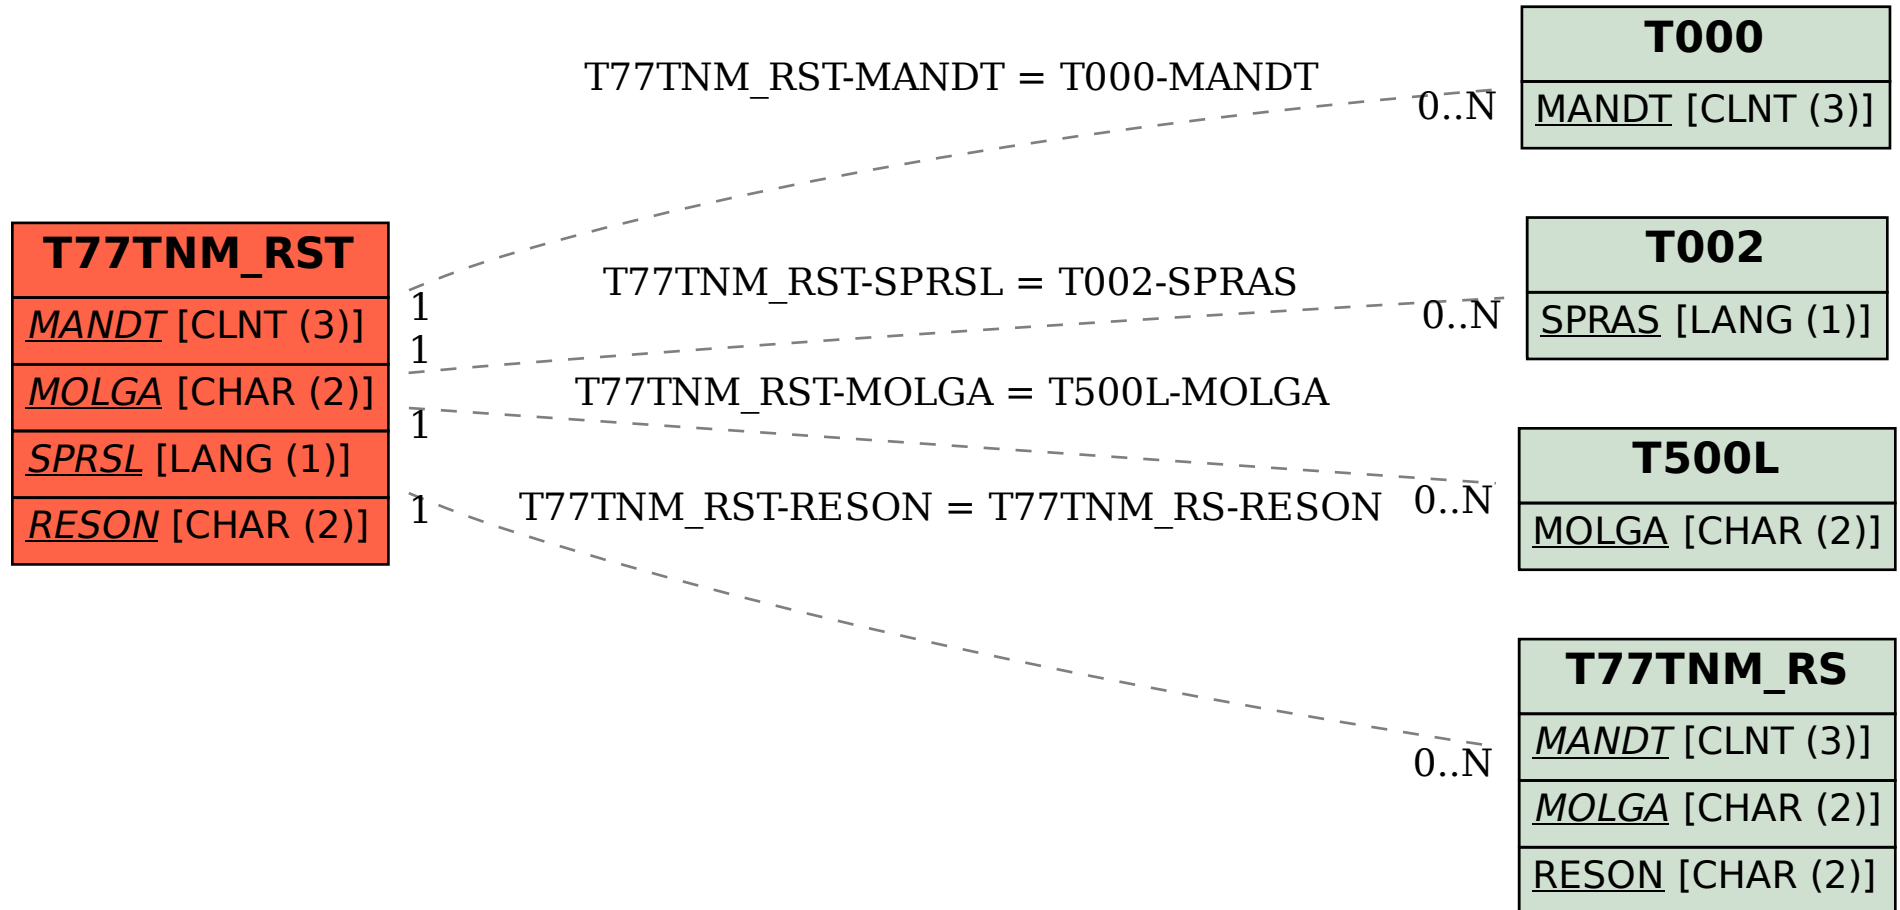 T77TNM_RST
MANDT [CLNT (3)]
MOLGA [CHAR (2)]
SPRSL [LANG (1)]
RESON [CHAR (2)]
T77TNM_RST-MANDT = T000-MANDT
1
0..N
T77TNM_RST-SPRSL = T002-SPRAS
1
0..N
T77TNM_RST-MOLGA = T500L-MOLGA
1
0..N
T77TNM_RST-RESON = T77TNM_RS-RESON
1
0..N
T000
MANDT [CLNT (3)]
T002
SPRAS [LANG (1)]
T500L
MOLGA [CHAR (2)]
T77TNM_RS
MANDT [CLNT (3)]
MOLGA [CHAR (2)]
RESON [CHAR (2)]